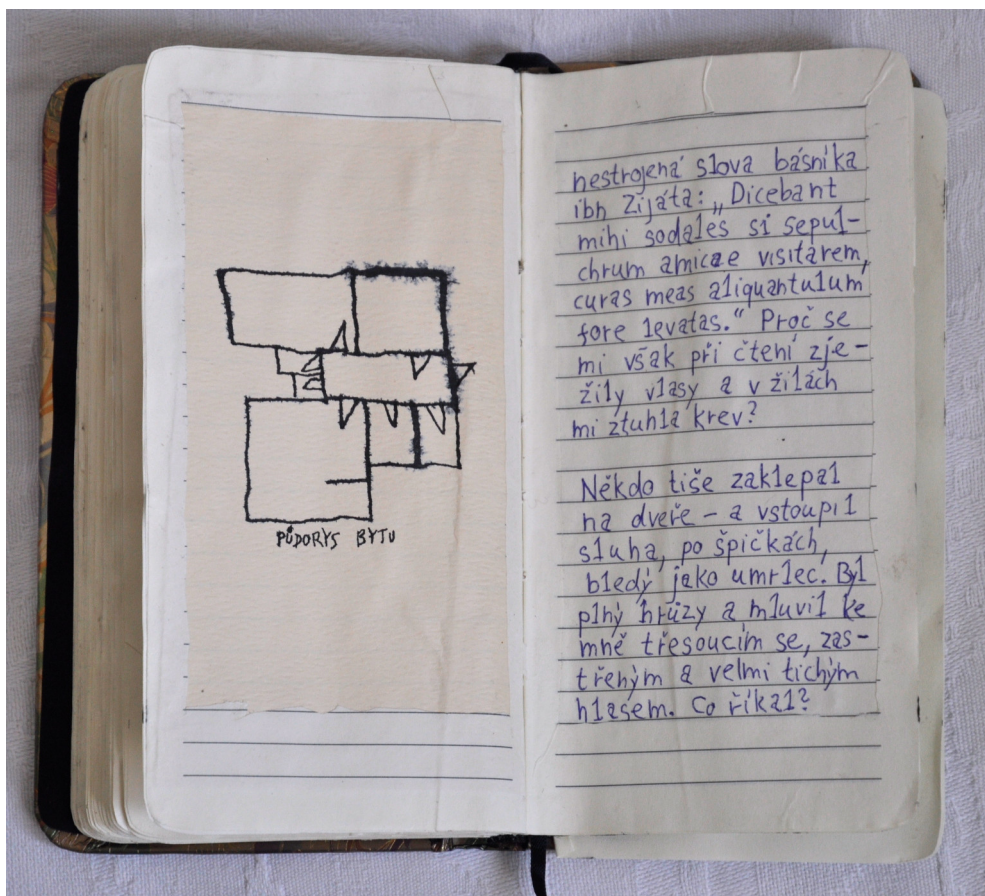 PŮDORYS BYTU
nestrojená slova básníka
ibn Zijáta: „Dicebant
mihi sodales si sepul-
chrum amicae visitarem,
curas meas aliquantulum
fore levatas.“ Proč se
mi však při čtení zje-
žily vlasy a v žilách
mi ztuhla krev?
Někdo tiše zaklepal
na dveře – a vstoupil
sluha, po špičkách,
bledý jako umrlec. Byl
plný hrůzy a mluvil ke
mně třesoucím se, zas-
třeným a velmi tichým
hlasem. Co říkal?